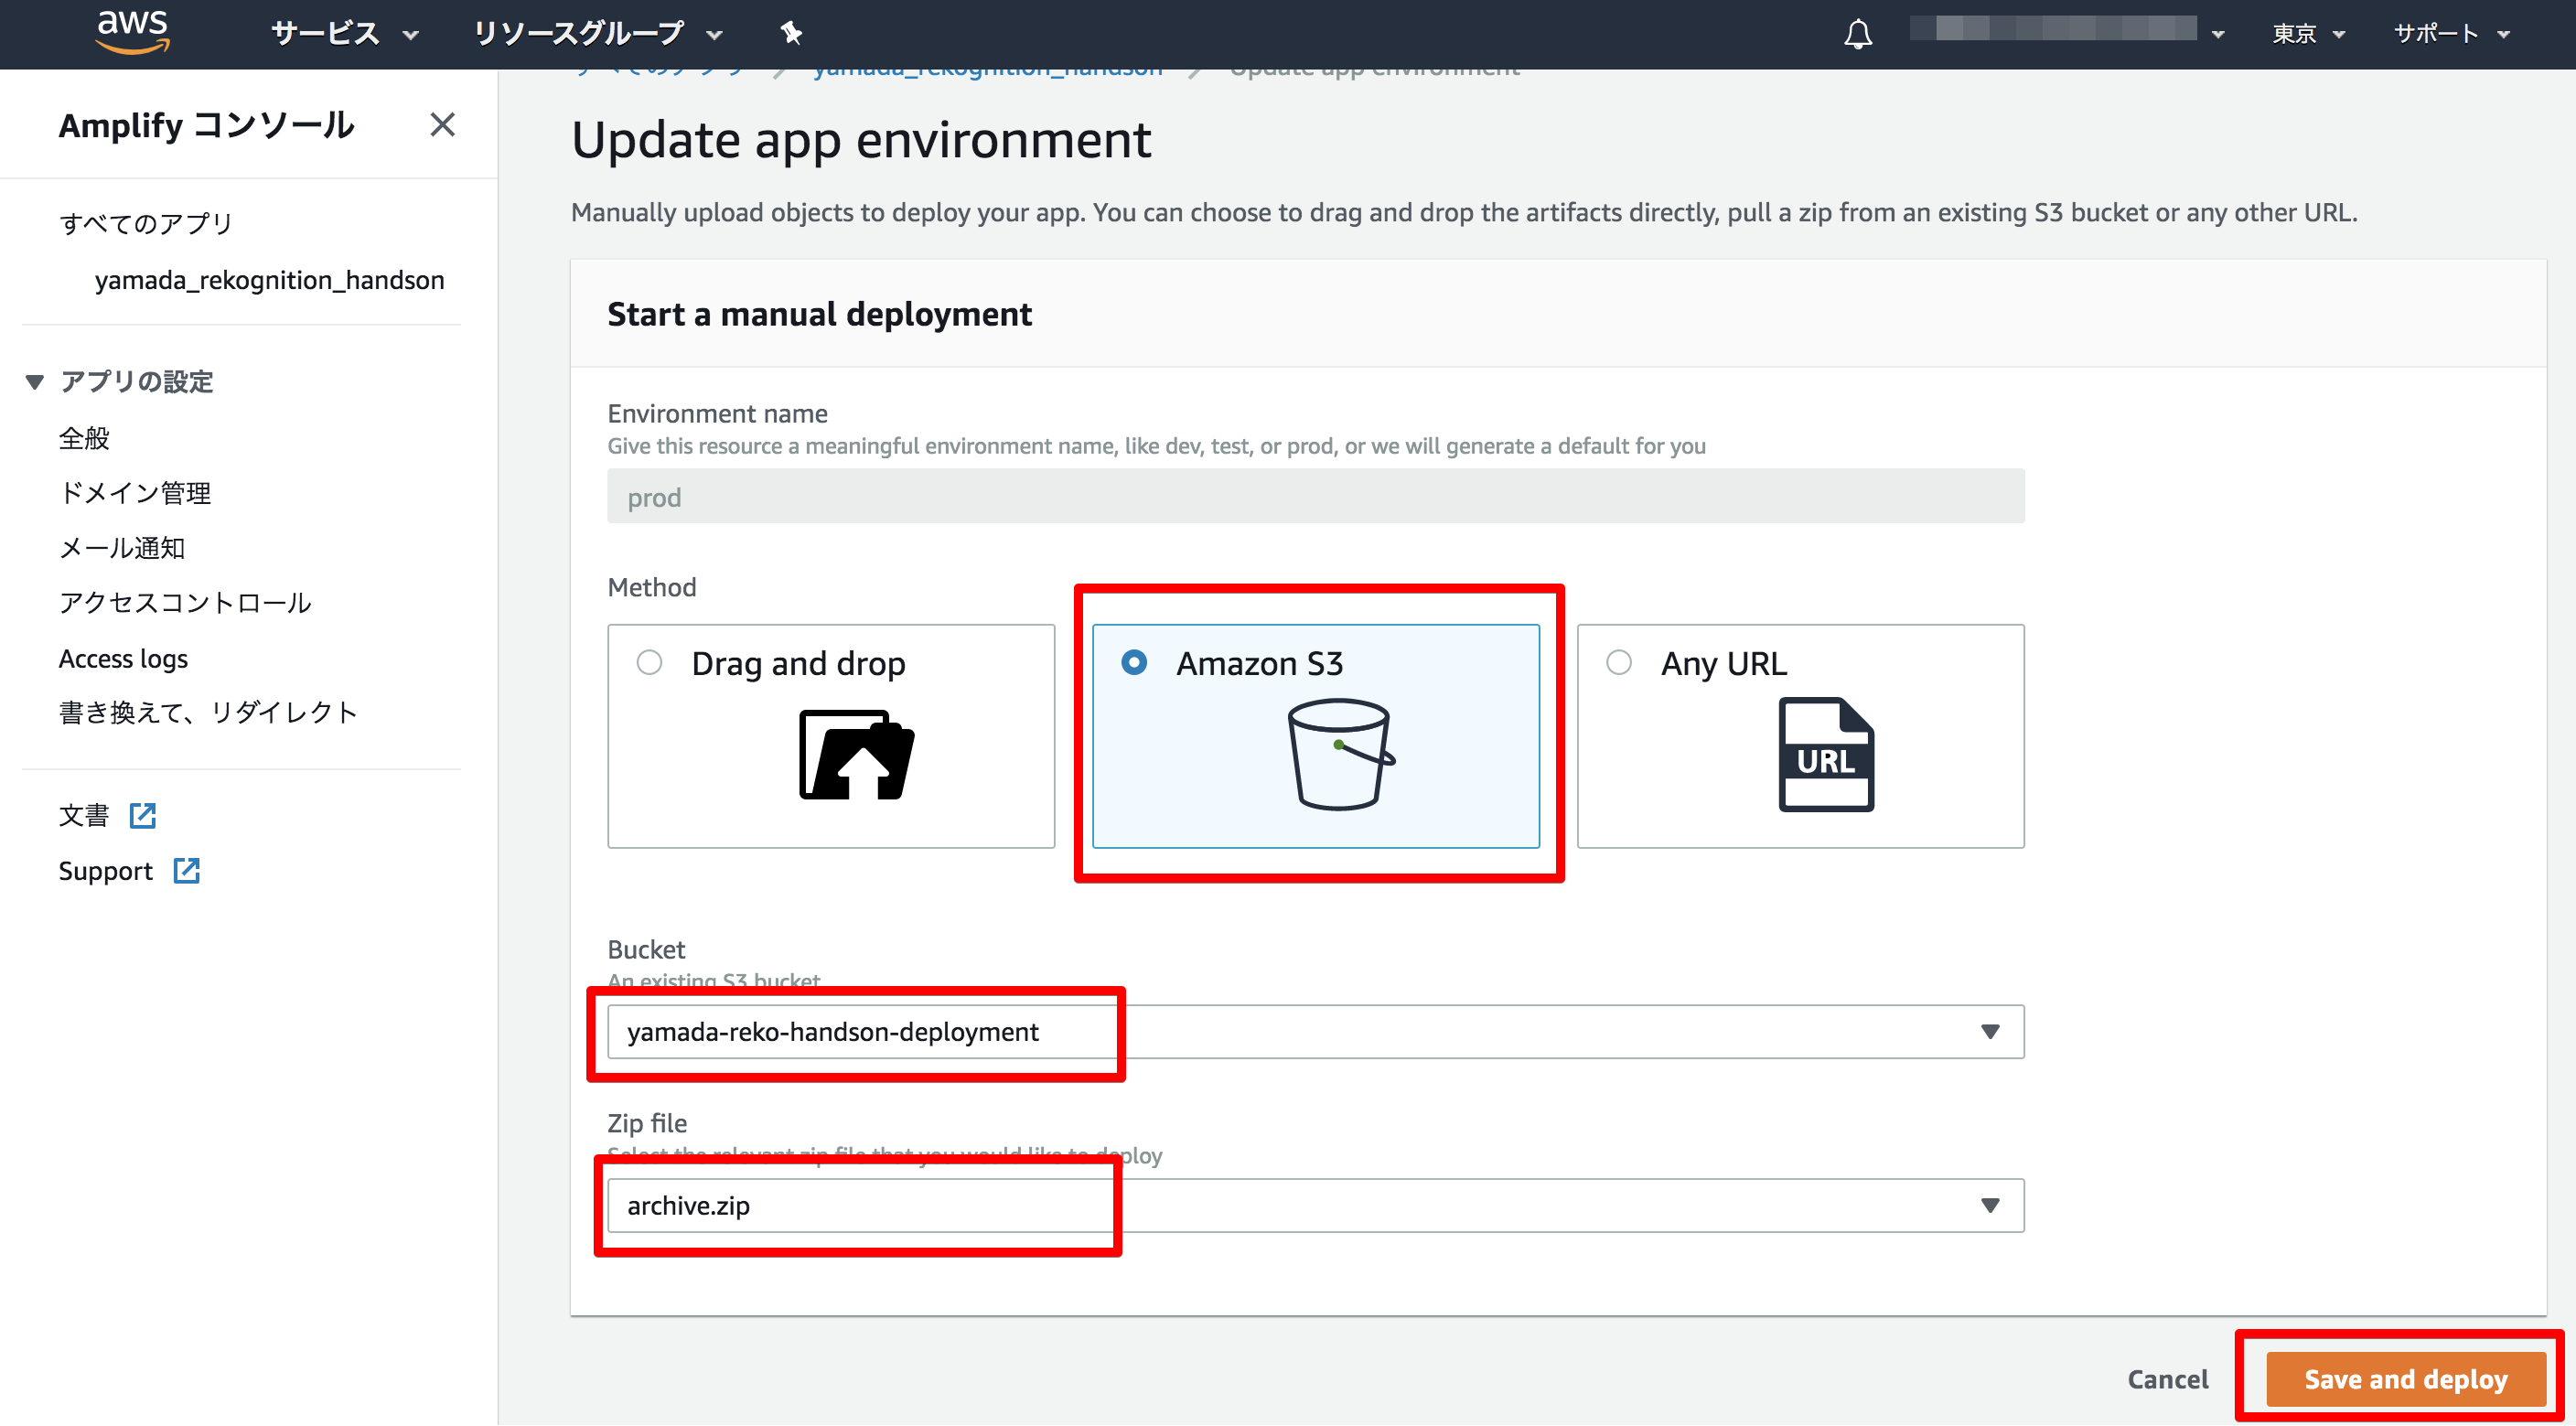 aws
サービス
リソースグループ
東京
サポート
すべてのアプリ
yamada_rekognition_handson
Update app environment
Amplify コンソール
すべてのアプリ
yamada_rekognition_handson
アプリの設定
全般
ドメイン管理
メール通知
アクセスコントロール
Access logs
書き換えて、リダイレクト
文書
Support
Update app environment
Manually upload objects to deploy your app. You can choose to drag and drop the artifacts directly, pull a zip from an existing S3 bucket or any other URL.
Start a manual deployment
Environment name
Give this resource a meaningful environment name, like dev, test, or prod, or we will generate a default for you
prod
Method
Drag and drop
Amazon S3
Any URL
URL
Bucket
An existing S3 bucket
yamada-reko-handson-deployment
Zip file
Select the relevant zip file that you would like to deploy
archive.zip
Cancel
Save and deploy